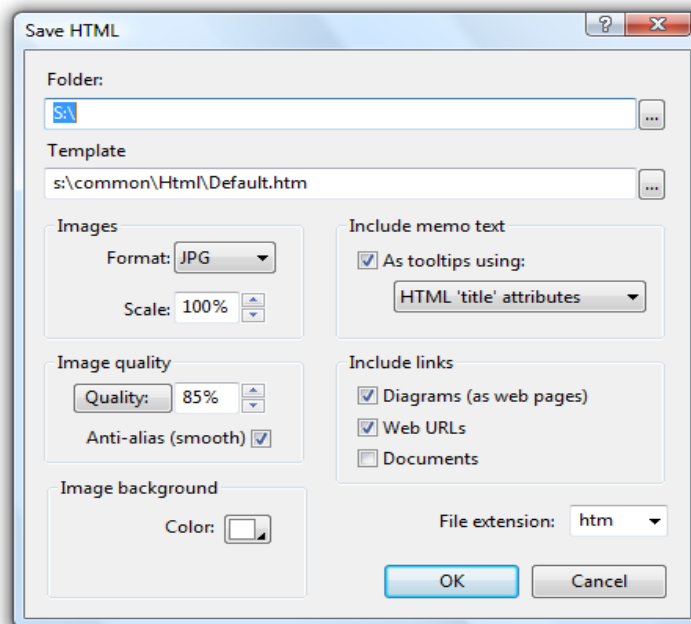 Save HTML
Folder:
S:\
...
Template
s:\common\Html\Default.htm
...
Images
Format: JPG
Scale: 100%
Include memo text
As tooltips using:
HTML 'title' attributes
Image quality
Quality: 85%
Anti-alias (smooth)
Include links
Diagrams (as web pages)
Web URLs
Documents
Image background
Color:
File extension: htm
OK
Cancel